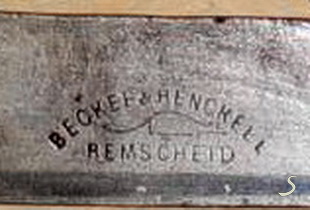 BECKER & HENCKELL
REMSCHEID
S